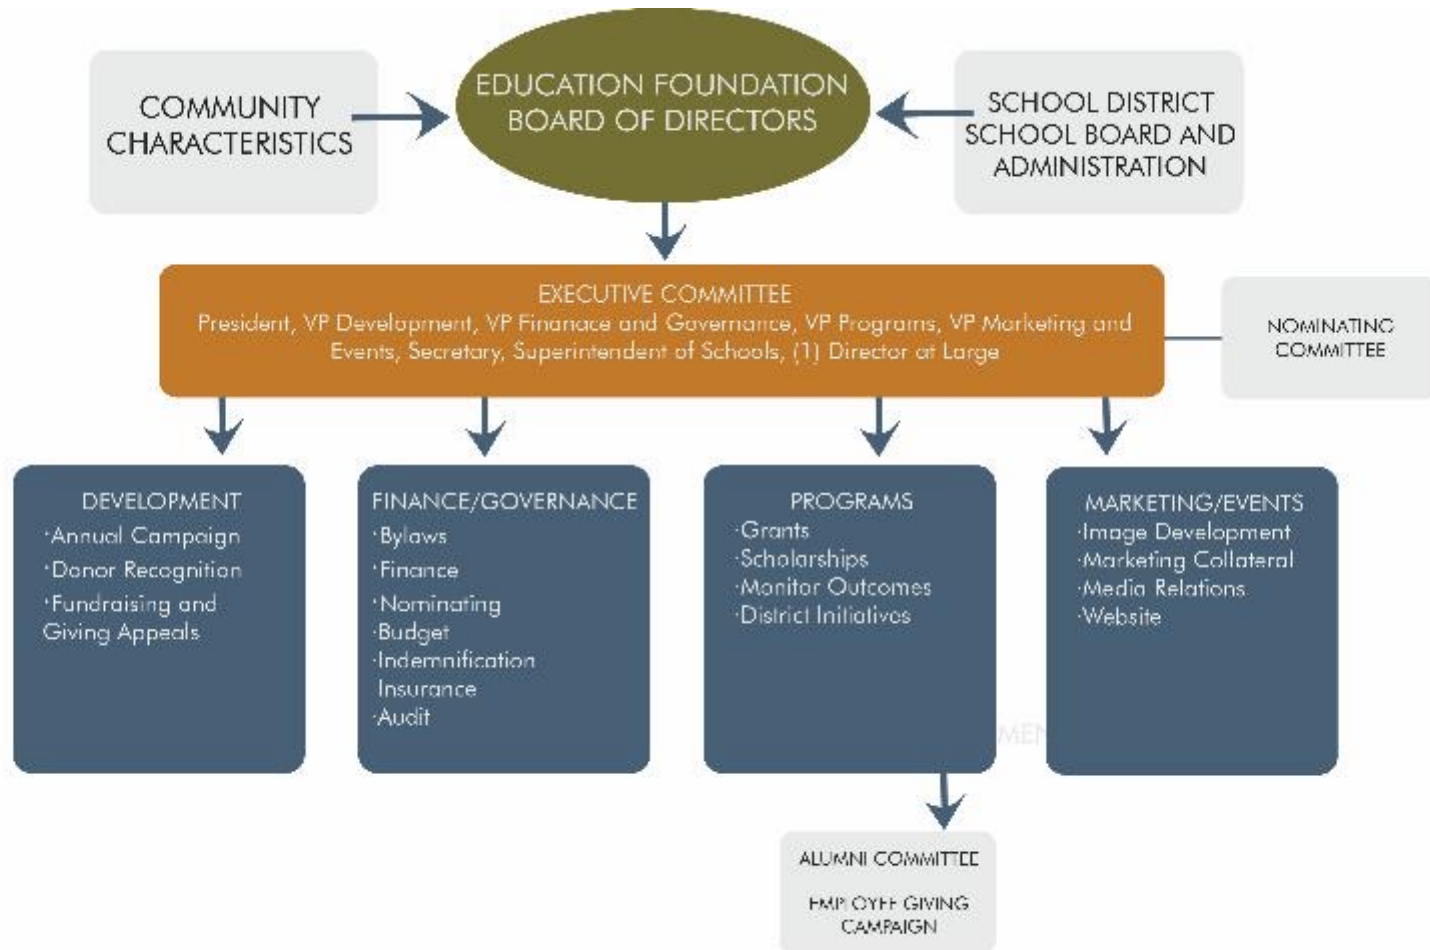 COMMUNITY
CHARACTERISTICS
EDUCATION FOUNDATION
BOARD OF DIRECTORS
SCHOOL DISTRICT
SCHOOL BOARD AND
ADMINISTRATION
EXECUTIVE COMMITTEE
President, VP Development, VP Finanace and Governance, VP Programs, VP Marketing and
Events, Secretary, Superintendent of Schools, (1) Director at Large
NOMINATING
COMMITTEE
DEVELOPMENT
·Annual Campaign
·Donor Recognition
·Fundraising and
Giving Appeals
FINANCE/GOVERNANCE
·Bylaws
·Finance
·Nominating
·Budget
·Indemnification
Insurance
·Audit
PROGRAMS
·Grants
·Scholarships
·Monitor Outcomes
·District Initiatives
MARKETING/EVENTS
·Image Development
·Marketing Collateral
·Media Relations
·Website
ALUMNI COMMITTEE
EMPLOYEE GIVING
CAMPAIGN